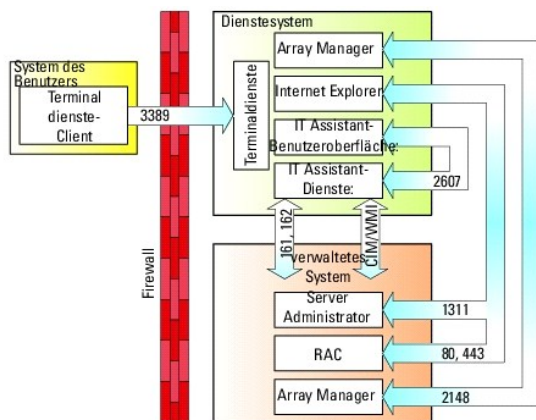 Dienstesystem
Array Manager
System des
Benutzers
Terminal
dienste-
Client
3389
Terminaldienste
Internet Explorer
IT Assistant-
Benutzeroberfläche:
IT Assistant-
Dienste:
2607
161, 162
CIM/WMI
Firewall
verwaltetes
System
Server
Administrator
1311
RAC
80, 443
Array Manager
2148